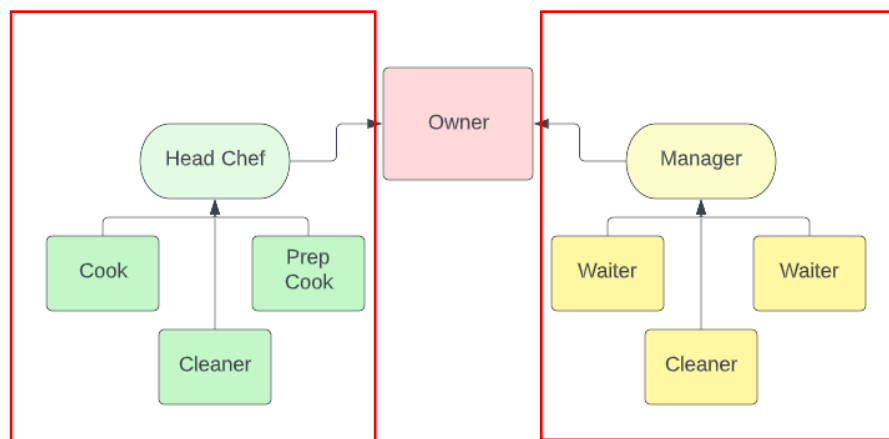 Owner
Head Chef
Manager
Cook
Prep
Cook
Waiter
Waiter
Cleaner
Cleaner